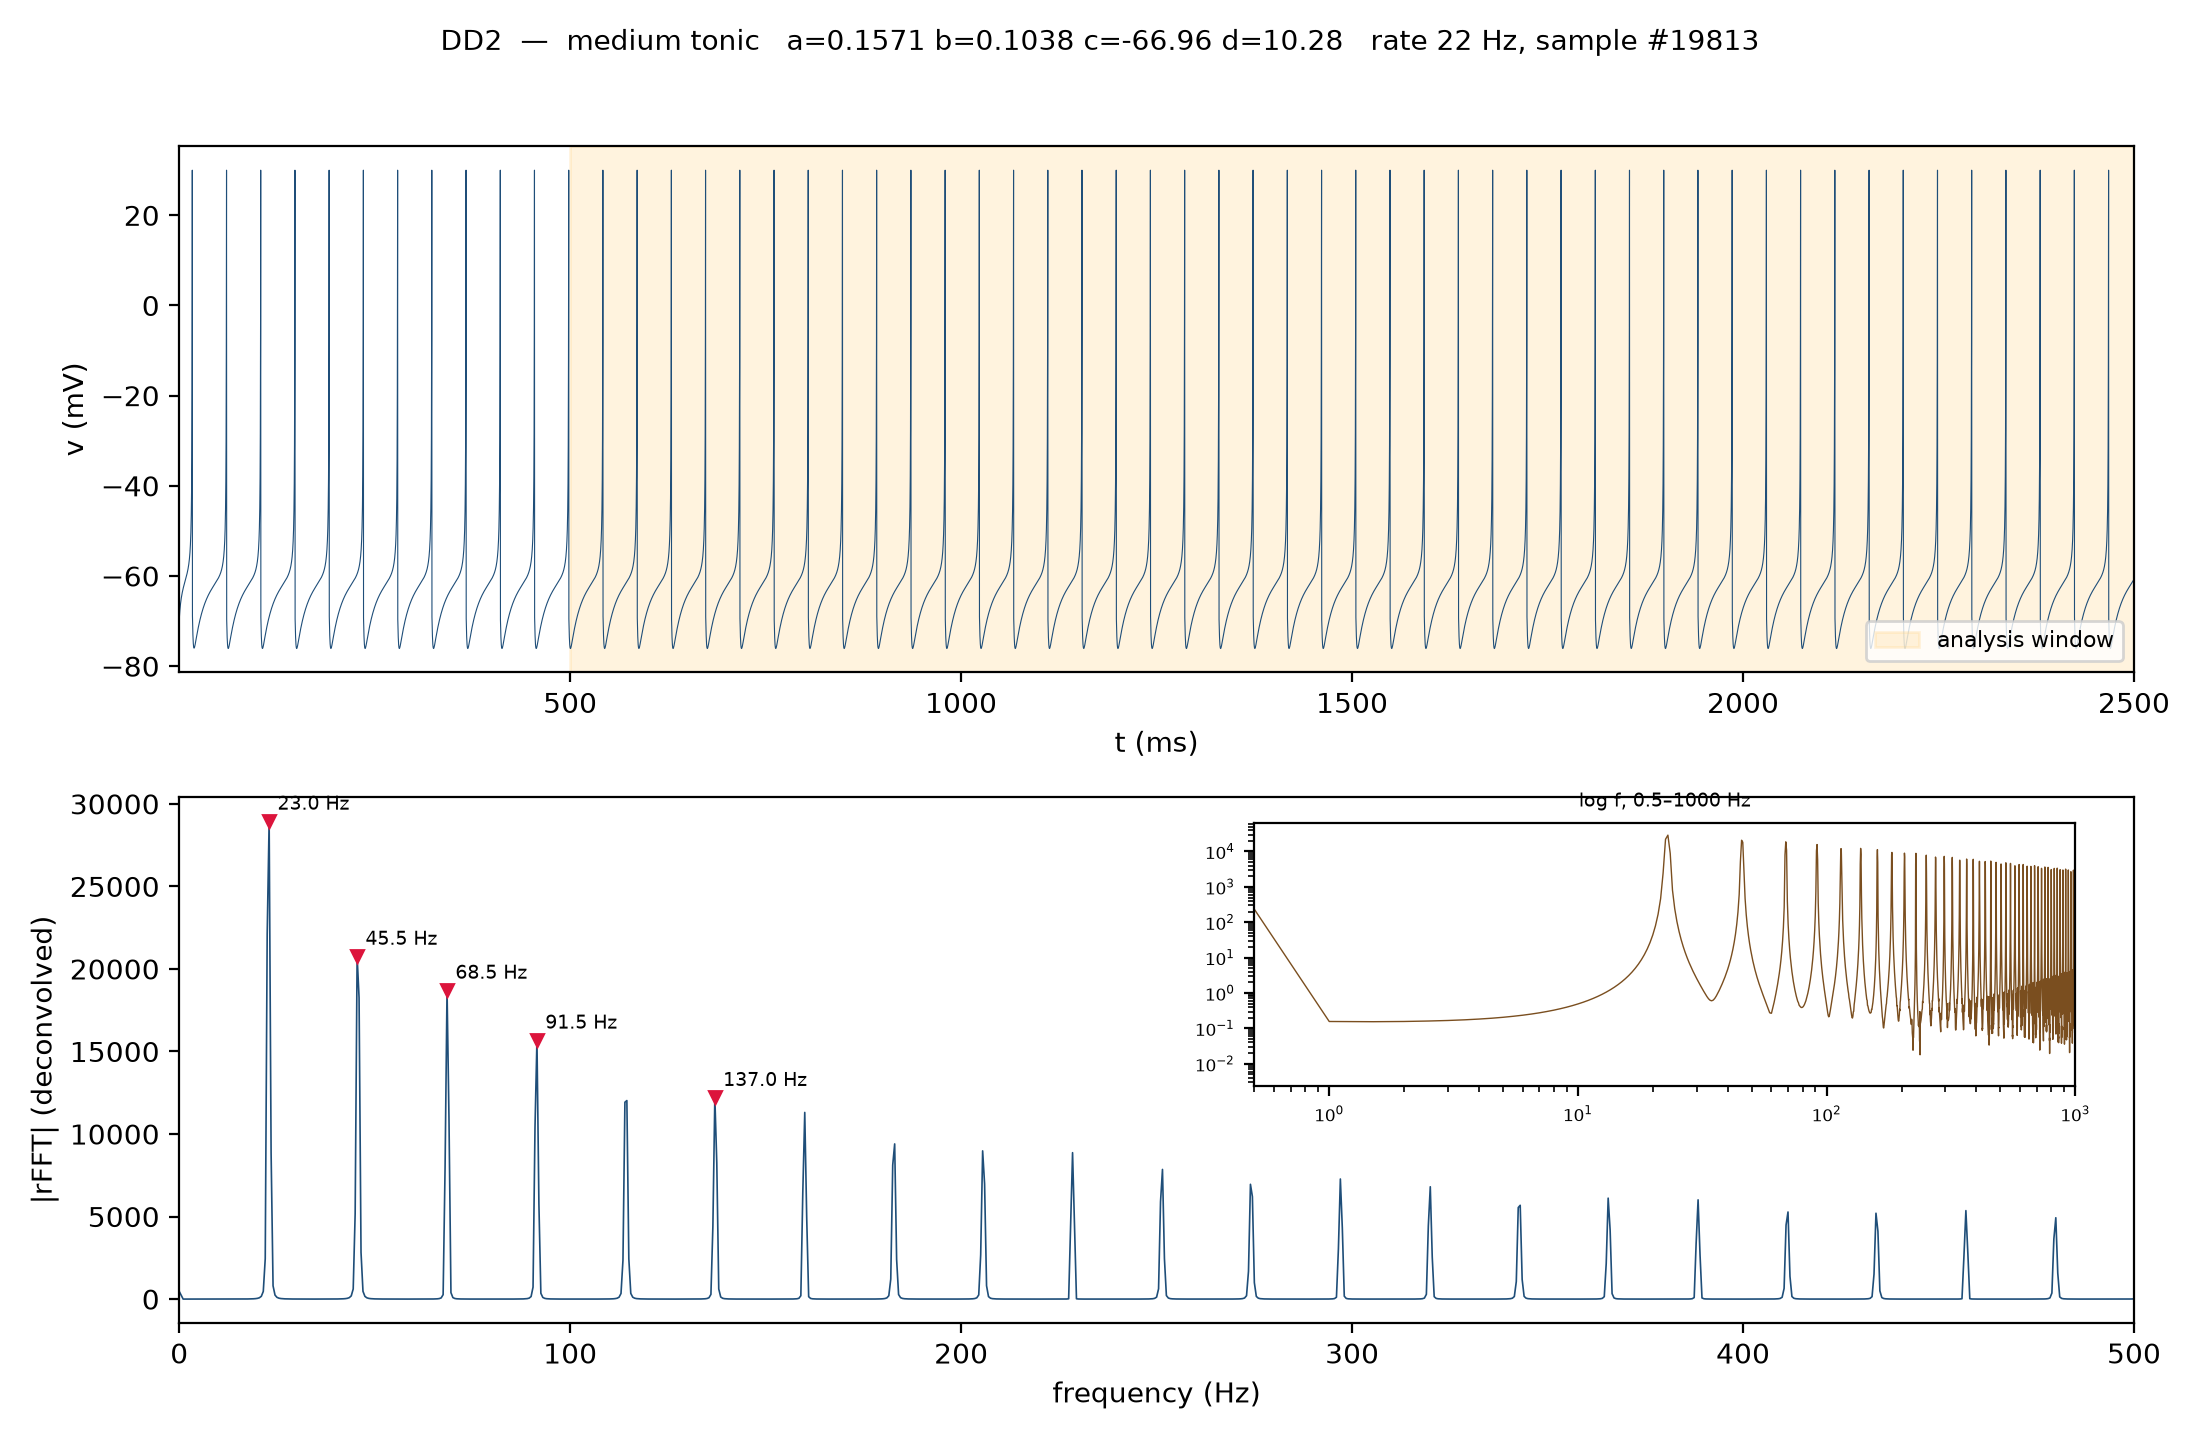 DD2 — medium tonic a=0.1571 b=0.1038 c=-66.96 d=10.28 rate 22 Hz, sample #19813
20
0
−20
−40
−60
−80
v (mV)
analysis window
500
1000
1500
2000
2500
t (ms)
30000
25000
20000
15000
10000
5000
0
|rFFT| (deconvolved)
23.0 Hz
45.5 Hz
68.5 Hz
91.5 Hz
137.0 Hz
log f, 0.5–1000 Hz
10⁴
10³
10²
10¹
10⁰
10⁻¹
10⁻²
10⁰
10¹
10²
10³
0
100
200
300
400
500
frequency (Hz)